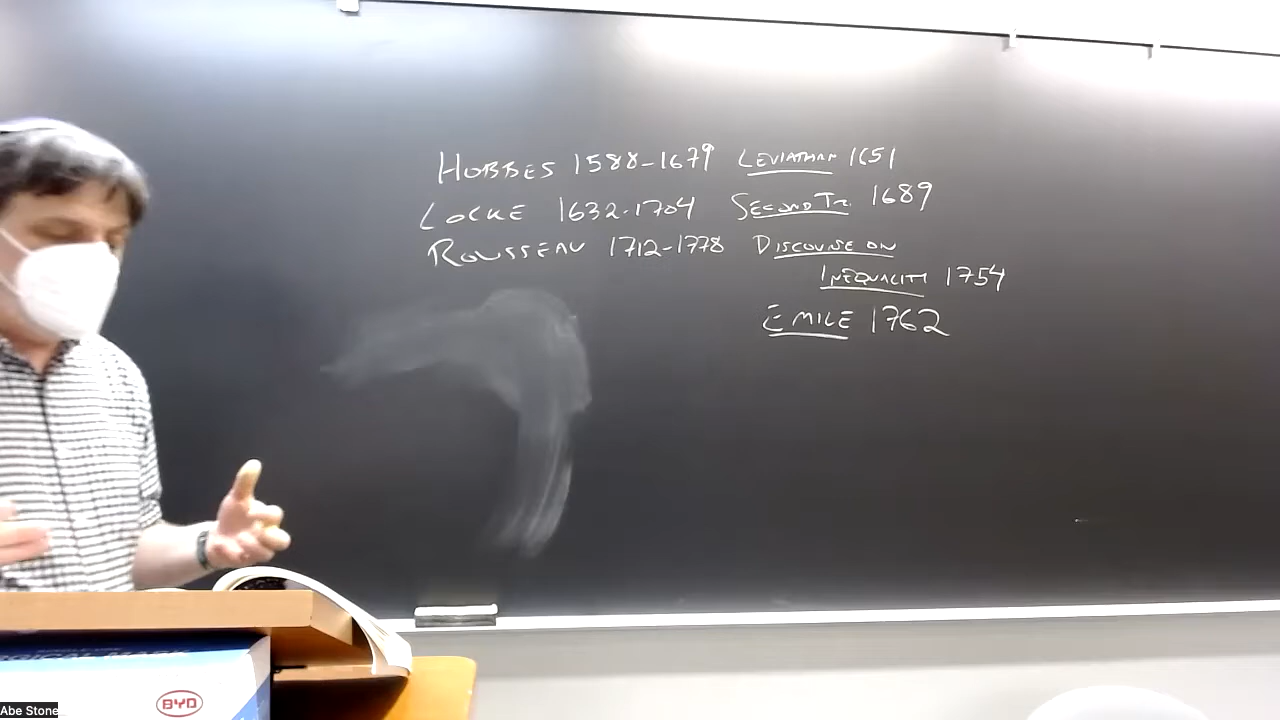 HOBBES 1588-1679 LEVIATHAN 1651
LOCKE 1632-1704 SECOND TR. 1689
ROUSSEAU 1712-1778 DISCOURSE ON
INEQUALITY 1754
EMILE 1762
BYD
Abe Stone